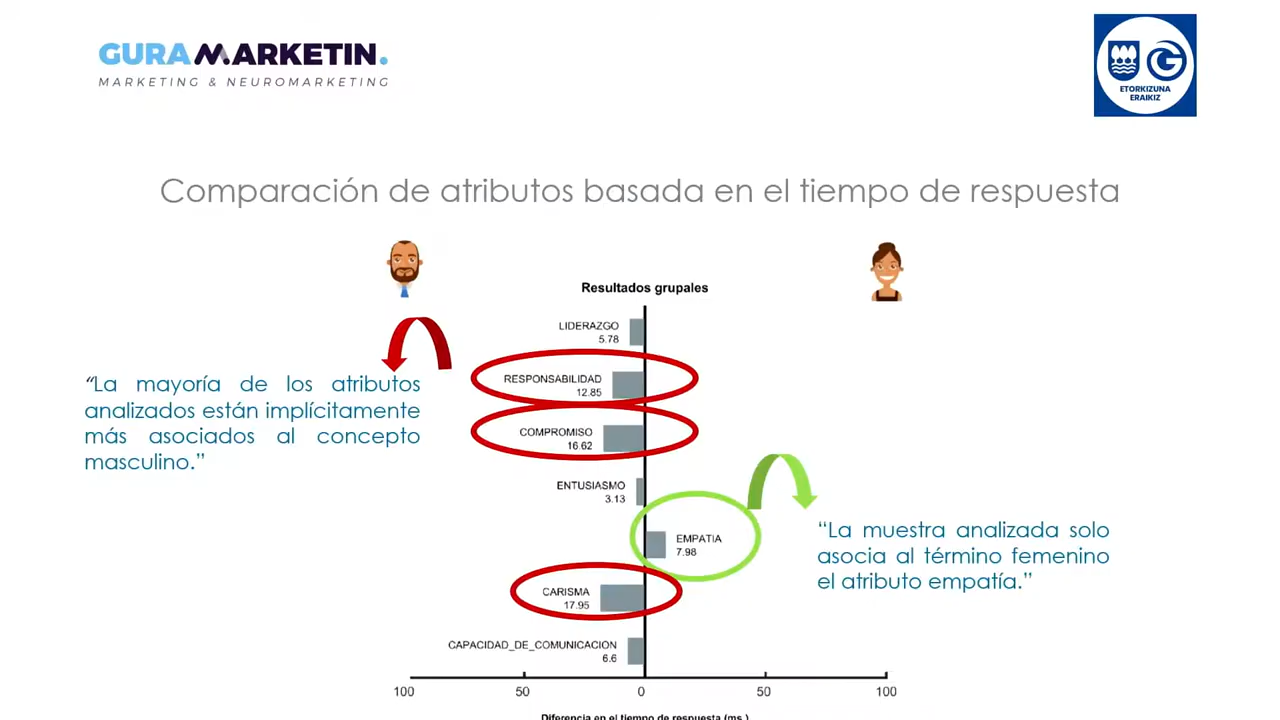 GURA MARKETIN.
MARKETING & NEUROMARKETING
ETORKIZUNA
ERAIKIZ
Comparación de atributos basada en el tiempo de respuesta
Resultados grupales
LIDERAZGO
5.78
RESPONSABILIDAD
12.85
COMPROMISO
16.62
ENTUSIASMO
3.13
EMPATIA
7.98
CARISMA
17.95
CAPACIDAD_DE_COMUNICACION
6.6
“La mayoría de los atributos
analizados están implícitamente
más asociados al concepto
masculino.”
“La muestra analizada solo
asocia al término femenino
el atributo empatía.”
100 50 0 50 100
Diferencia en el tiempo de respuesta (ms.)